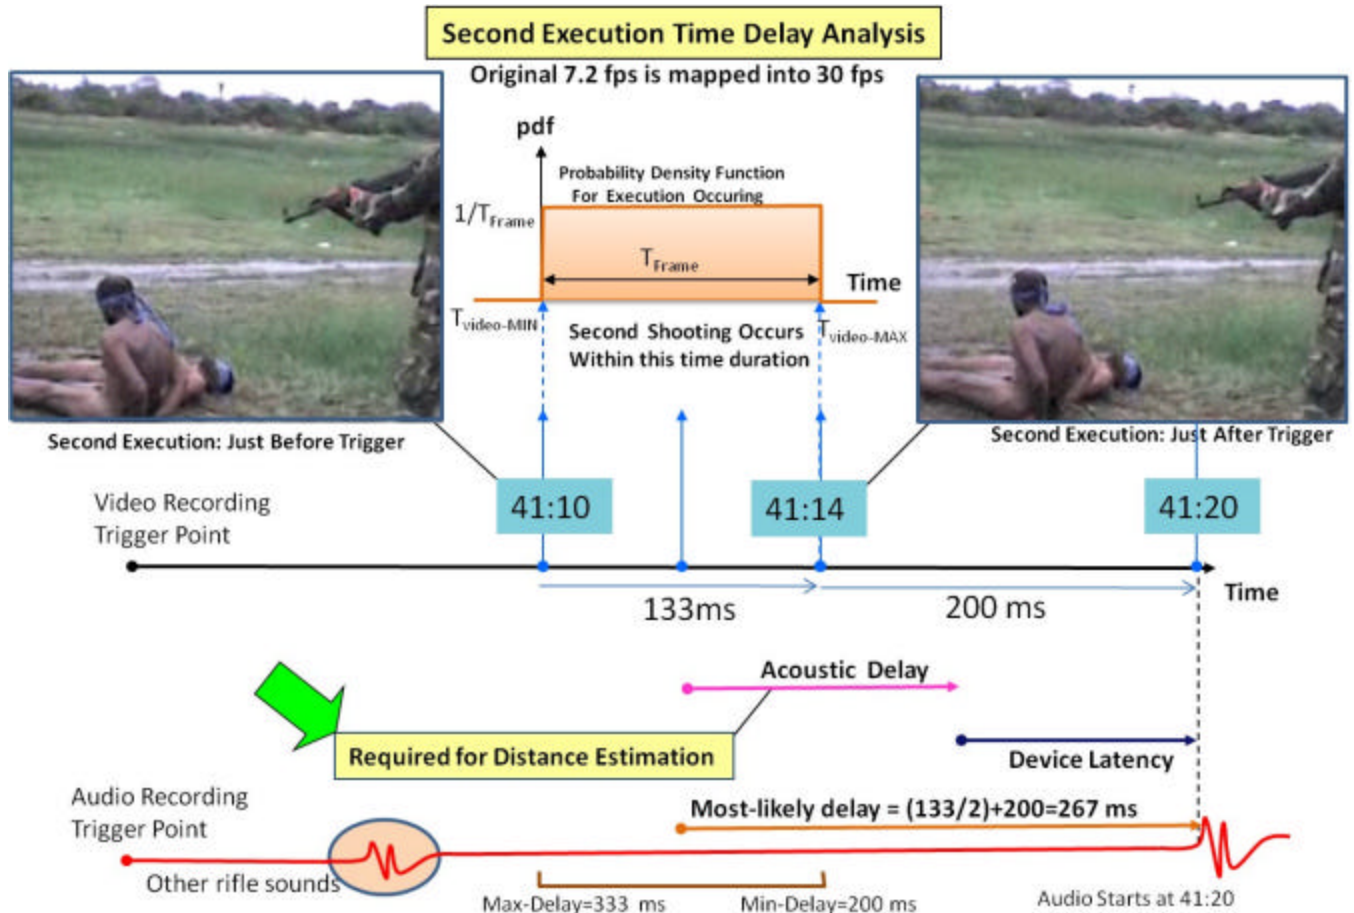 Second Execution Time Delay Analysis
Original 7.2 fps is mapped into 30 fps
pdf
Probability Density Function
For Execution Occuring
1/TFrame
TFrame
Time
Tvideo-MIN
Tvideo-MAX
Second Shooting Occurs
Within this time duration
Second Execution: Just Before Trigger
Second Execution: Just After Trigger
Video Recording
Trigger Point
41:10
41:14
41:20
Time
133ms
200 ms
Acoustic Delay
Required for Distance Estimation
Device Latency
Audio Recording
Trigger Point
Most-likely delay = (133/2)+200=267 ms
Other rifle sounds
Max-Delay=333 ms
Min-Delay=200 ms
Audio Starts at 41:20